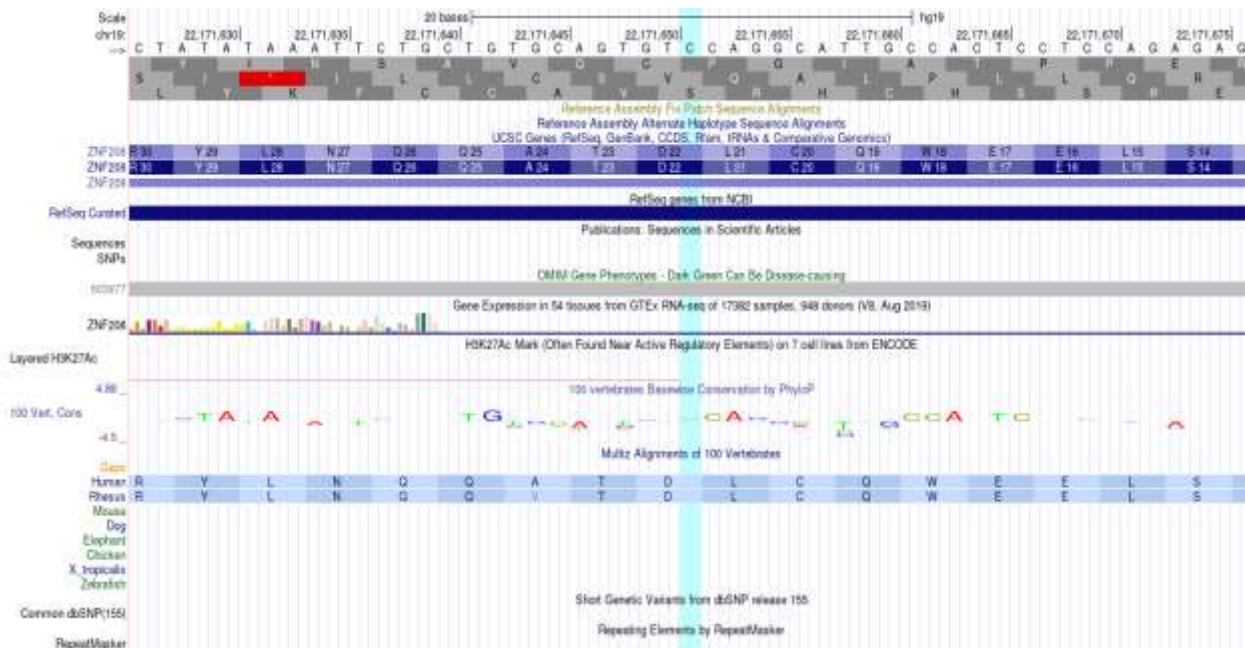 Scale 20 bases hg19
chr19: 22,171,630 22,171,635 22,171,640 22,171,645 22,171,650 22,171,655 22,171,660 22,171,665 22,171,670 22,171,675
---> C T A T A T A A A T T C T G C T G T G C A G T G T C C A G G C A T T G C C A C T C C T C C A G A G A G
Reference Assembly Fix Patch Sequence Alignments
Reference Assembly Alternate Haplotype Sequence Alignments
UCSC Genes (RefSeq, GenBank, CCDS, Rfam, tRNAs & Comparative Genomics)
ZNF208 R 30 Y 29 L 28 N 27 Q 26 Q 25 A 24 T 23 D 22 L 21 C 20 Q 19 W 18 E 17 E 16 L 15 S 14
ZNF208 R 30 Y 29 L 28 N 27 Q 26 Q 25 A 24 T 23 D 22 L 21 C 20 Q 19 W 18 E 17 E 16 L 15 S 14
ZNF208
RefSeq genes from NCBI
RefSeq Curated
Publications: Sequences in Scientific Articles
Sequences
SNPs
OMIM Gene Phenotypes - Dark Green Can Be Disease-causing
603977
Gene Expression in 54 tissues from GTEx RNA-seq of 17382 samples, 948 donors (V8, Aug 2019)
ZNF208
H3K27Ac Mark (Often Found Near Active Regulatory Elements) on 7 cell lines from ENCODE
Layered H3K27Ac
4.88 _
100 vertebrates Basewise Conservation by PhyloP
100 Vert. Cons
-4.5 _
Multiz Alignments of 100 Vertebrates
Gaps
Human R Y L N Q Q A T D L C Q W E E L S
Rhesus R Y L N Q Q V T D L C Q W E E L S
Mouse
Dog
Elephant
Chicken
X_tropicalis
Zebrafish
Short Genetic Variants from dbSNP release 155
Common dbSNP(155)
Repeating Elements by RepeatMasker
RepeatMasker